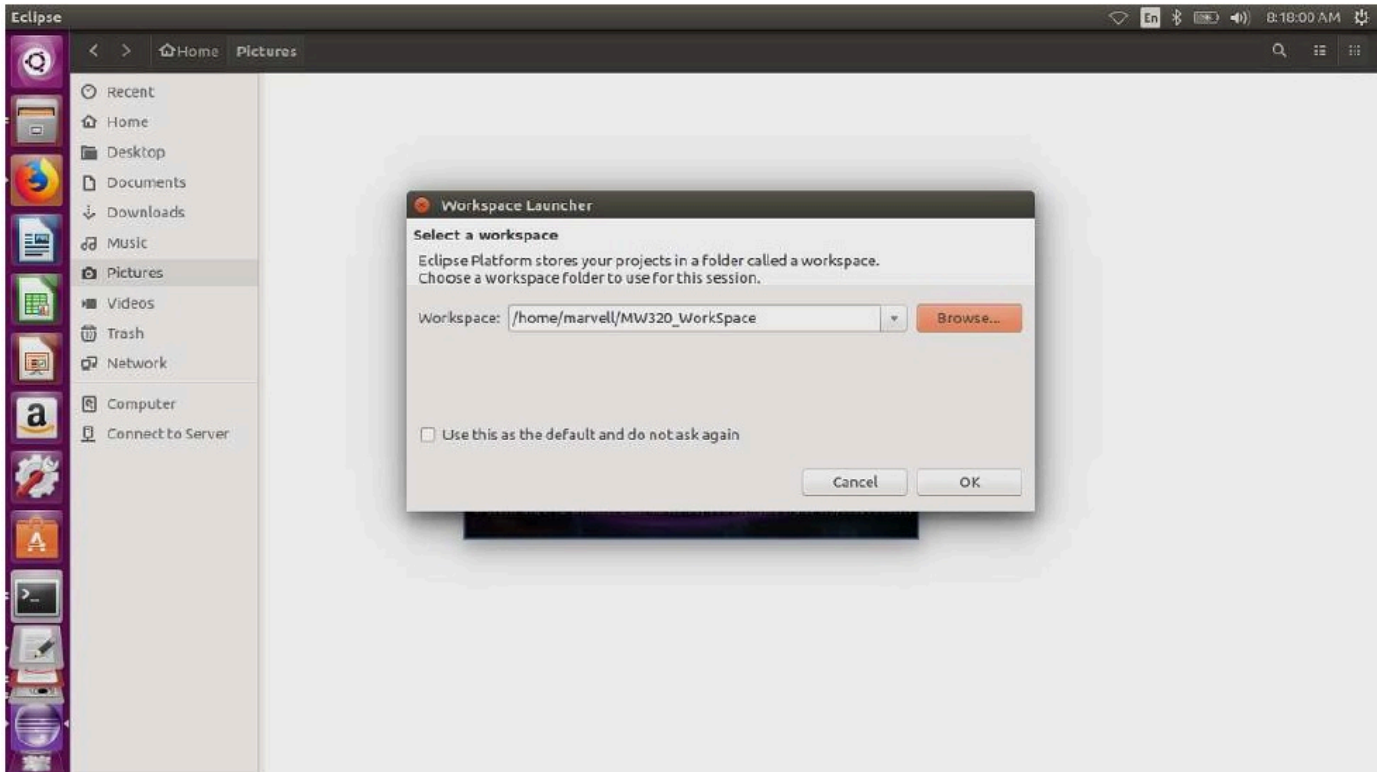 Eclipse
En
8:18:00 AM
Home Pictures
Recent
Home
Desktop
Documents
Downloads
Music
Pictures
Videos
Trash
Network
Computer
Connect to Server
Workspace Launcher
Select a workspace
Eclipse Platform stores your projects in a folder called a workspace.
Choose a workspace folder to use for this session.
Workspace: /home/marvell/MW320_WorkSpace
Browse...
Use this as the default and do not ask again
Cancel OK
a